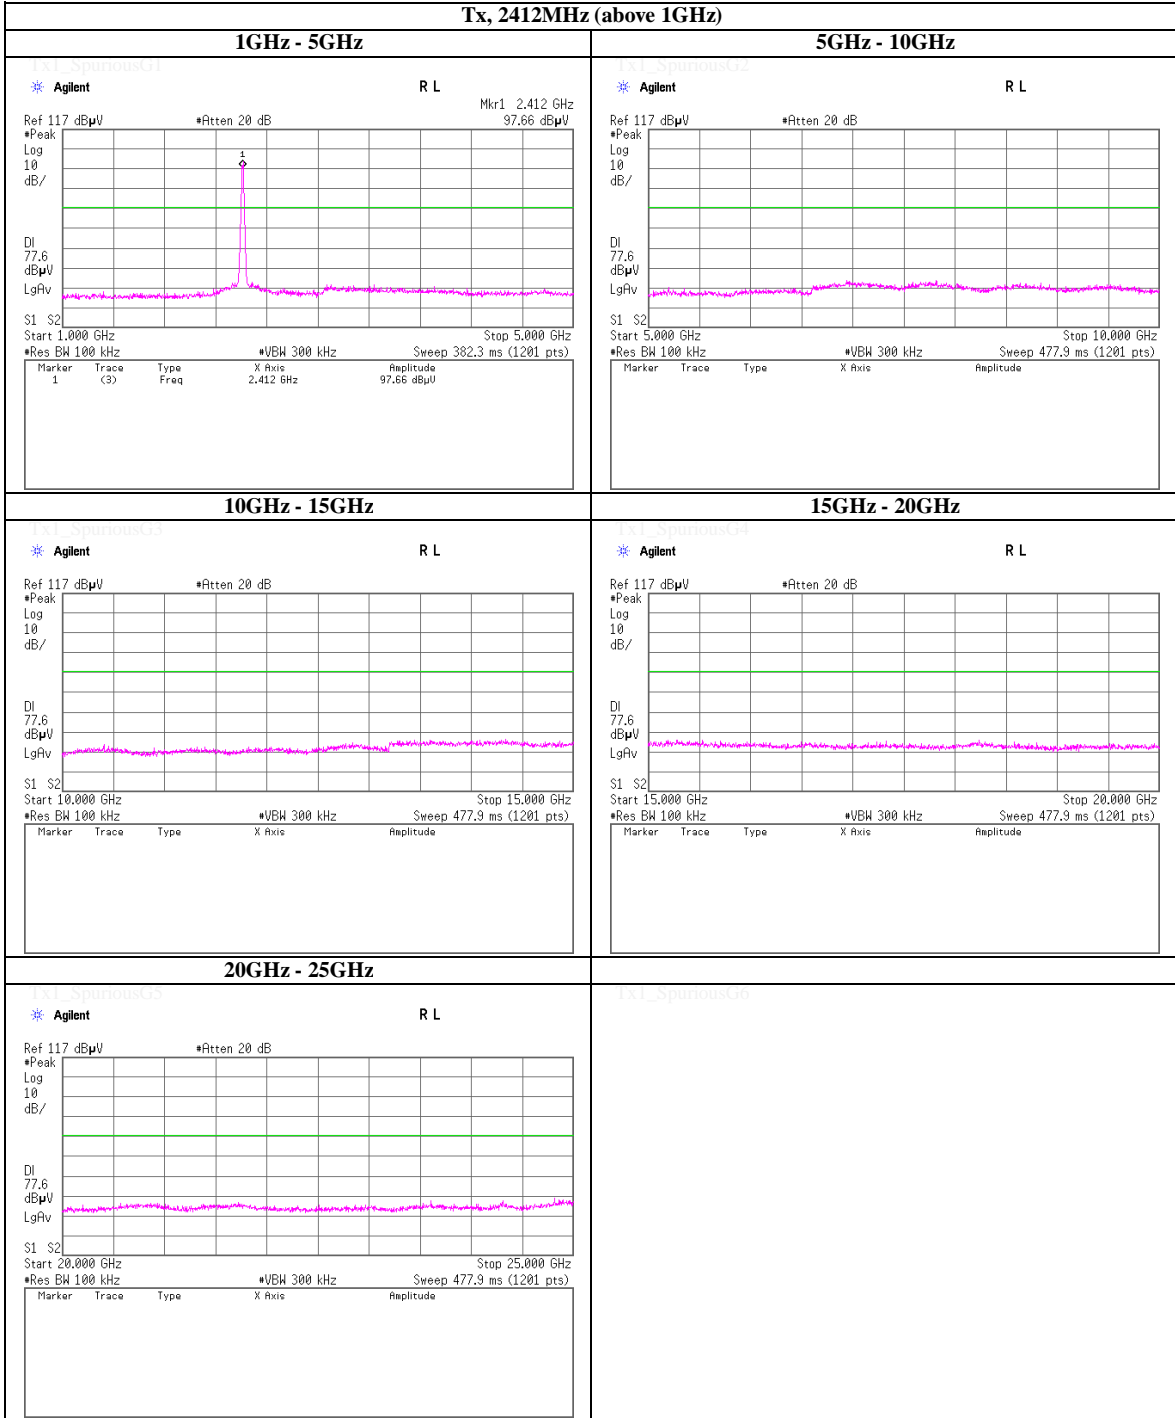 Tx, 2412MHz (above 1GHz)
1GHz - 5GHz
5GHz - 10GHz
Tx1_SpuriousG1
Agilent
R L
Mkr1 2.412 GHz
Ref 117 dBµV
#Atten 20 dB
97.66 dBµV
#Peak
Log
10
dB/
1
DI
77.6
dBµV
LgAv
S1 S2
Start 1.000 GHz
Stop 5.000 GHz
#Res BW 100 kHz
#VBW 300 kHz
Sweep 382.3 ms (1201 pts)
Marker Trace Type X Axis Amplitude
1 (3) Freq 2.412 GHz 97.66 dBµV
Tx1_SpuriousG2
Agilent
R L
Ref 117 dBµV
#Atten 20 dB
#Peak
Log
10
dB/
DI
77.6
dBµV
LgAv
S1 S2
Start 5.000 GHz
Stop 10.000 GHz
#Res BW 100 kHz
#VBW 300 kHz
Sweep 477.9 ms (1201 pts)
Marker Trace Type X Axis Amplitude
10GHz - 15GHz
15GHz - 20GHz
Tx1_SpuriousG3
Agilent
R L
Ref 117 dBµV
#Atten 20 dB
#Peak
Log
10
dB/
DI
77.6
dBµV
LgAv
S1 S2
Start 10.000 GHz
Stop 15.000 GHz
#Res BW 100 kHz
#VBW 300 kHz
Sweep 477.9 ms (1201 pts)
Marker Trace Type X Axis Amplitude
Tx1_SpuriousG4
Agilent
R L
Ref 117 dBµV
#Atten 20 dB
#Peak
Log
10
dB/
DI
77.6
dBµV
LgAv
S1 S2
Start 15.000 GHz
Stop 20.000 GHz
#Res BW 100 kHz
#VBW 300 kHz
Sweep 477.9 ms (1201 pts)
Marker Trace Type X Axis Amplitude
20GHz - 25GHz
Tx1_SpuriousG5
Agilent
R L
Ref 117 dBµV
#Atten 20 dB
#Peak
Log
10
dB/
DI
77.6
dBµV
LgAv
S1 S2
Start 20.000 GHz
Stop 25.000 GHz
#Res BW 100 kHz
#VBW 300 kHz
Sweep 477.9 ms (1201 pts)
Marker Trace Type X Axis Amplitude
Tx1_SpuriousG6